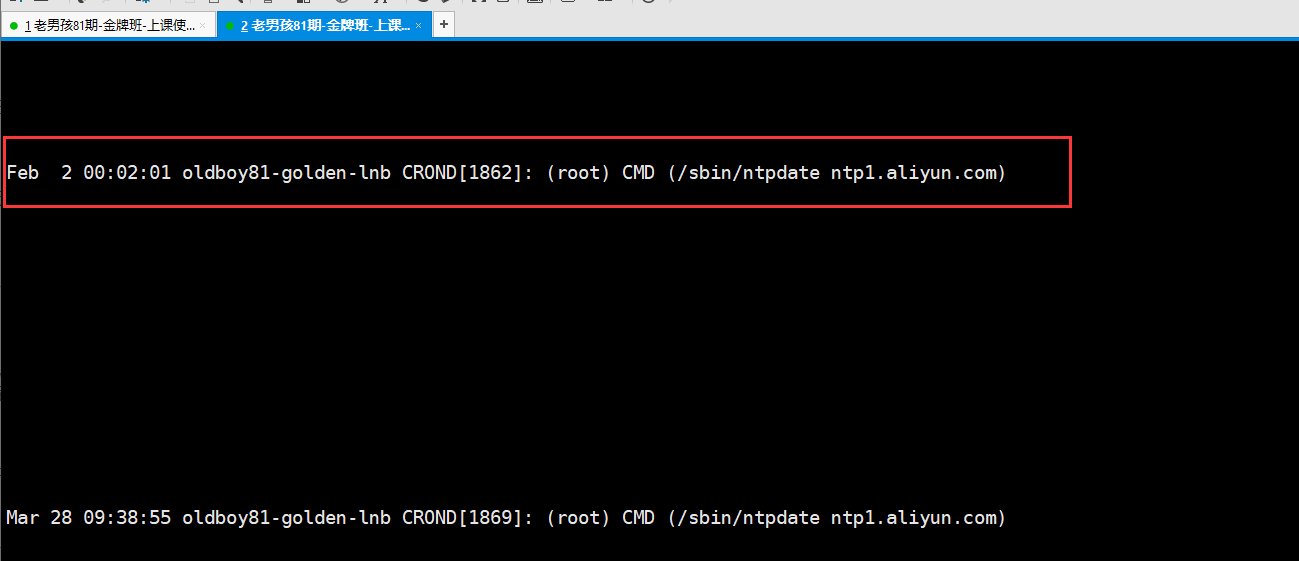 1 老男孩81期-金牌班-上课使... ×
2 老男孩81期-金牌班-上课... ×
+
Feb  2 00:02:01 oldboy81-golden-lnb CROND[1862]: (root) CMD (/sbin/ntpdate ntp1.aliyun.com)
Mar 28 09:38:55 oldboy81-golden-lnb CROND[1869]: (root) CMD (/sbin/ntpdate ntp1.aliyun.com)